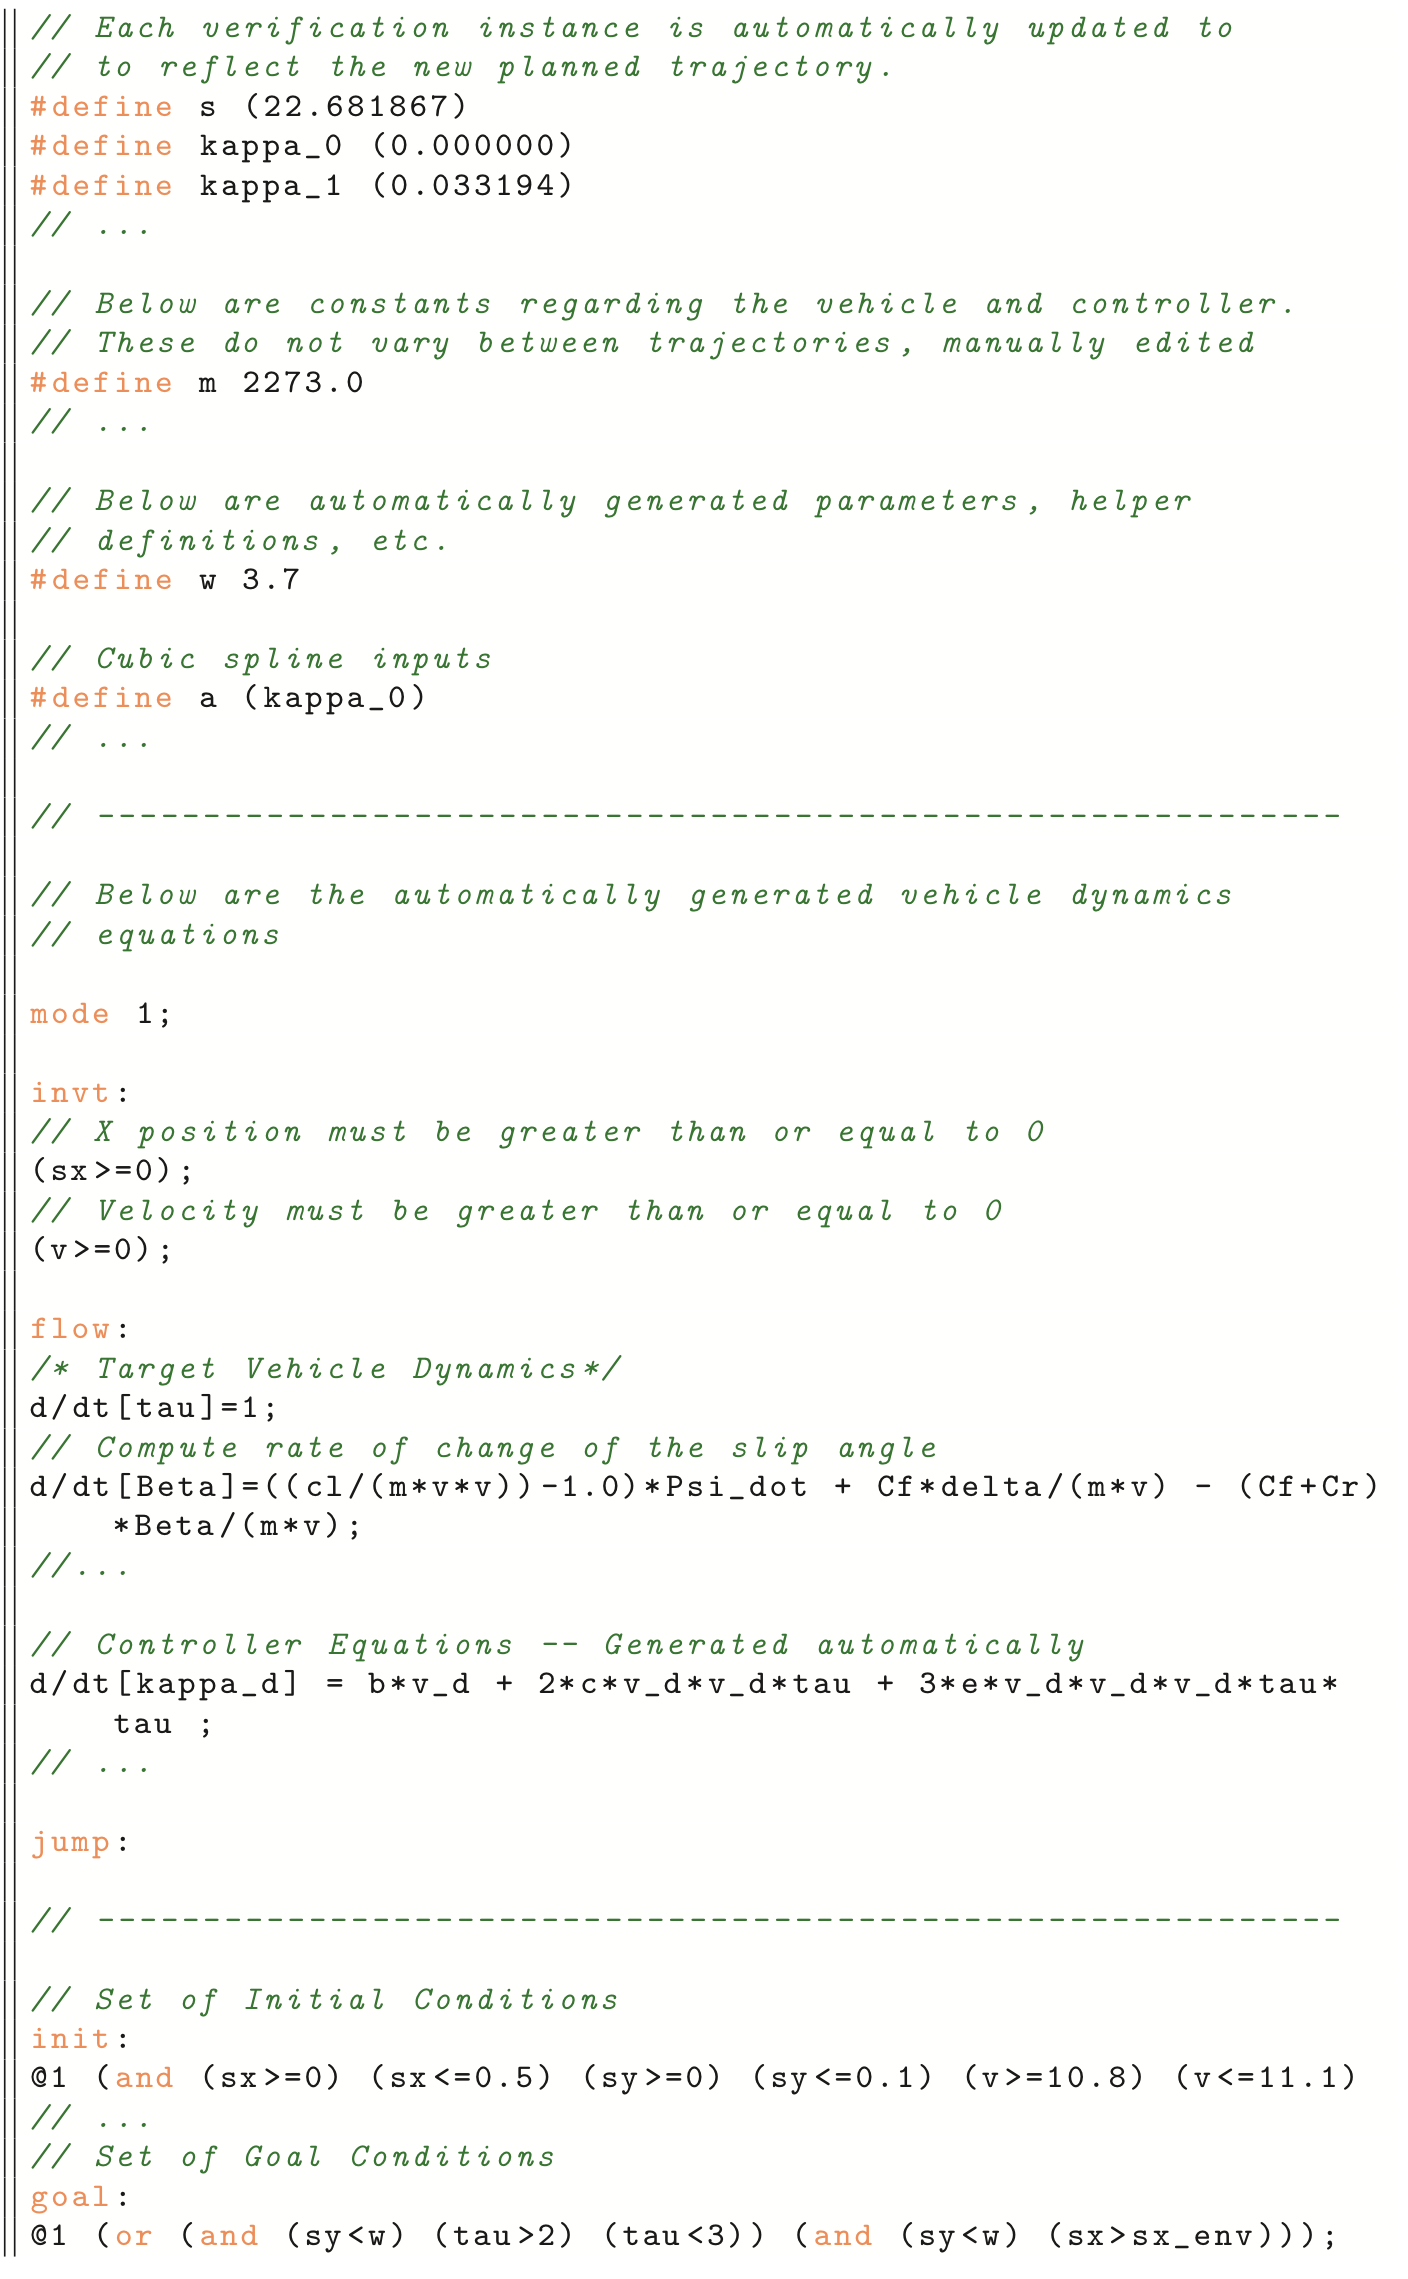 // Each verification instance is automatically updated to
// to reflect the new planned trajectory.
#define s (22.681867)
#define kappa_0 (0.000000)
#define kappa_1 (0.033194)
// ...
// Below are constants regarding the vehicle and controller.
// These do not vary between trajectories, manually edited
#define m 2273.0
// ...
// Below are automatically generated parameters, helper
// definitions, etc.
#define w 3.7
// Cubic spline inputs
#define a (kappa_0)
// ...
// -----------------------------------------------------------
// Below are the automatically generated vehicle dynamics
// equations
mode 1;
invt:
// X position must be greater than or equal to 0
(sx>=0);
// Velocity must be greater than or equal to 0
(v>=0);
flow:
/* Target Vehicle Dynamics*/
d/dt[tau]=1;
// Compute rate of change of the slip angle
d/dt[Beta]=((cl/(m*v*v))-1.0)*Psi_dot + Cf*delta/(m*v) - (Cf+Cr)
*Beta/(m*v);
//...
// Controller Equations -- Generated automatically
d/dt[kappa_d] = b*v_d + 2*c*v_d*v_d*tau + 3*e*v_d*v_d*v_d*tau*
tau ;
// ...
jump:
// -----------------------------------------------------------
// Set of Initial Conditions
init:
@1 (and (sx>=0) (sx<=0.5) (sy>=0) (sy<=0.1) (v>=10.8) (v<=11.1)
// ...
// Set of Goal Conditions
goal:
@1 (or (and (sy<w) (tau>2) (tau<3)) (and (sy<w) (sx>sx_env)));